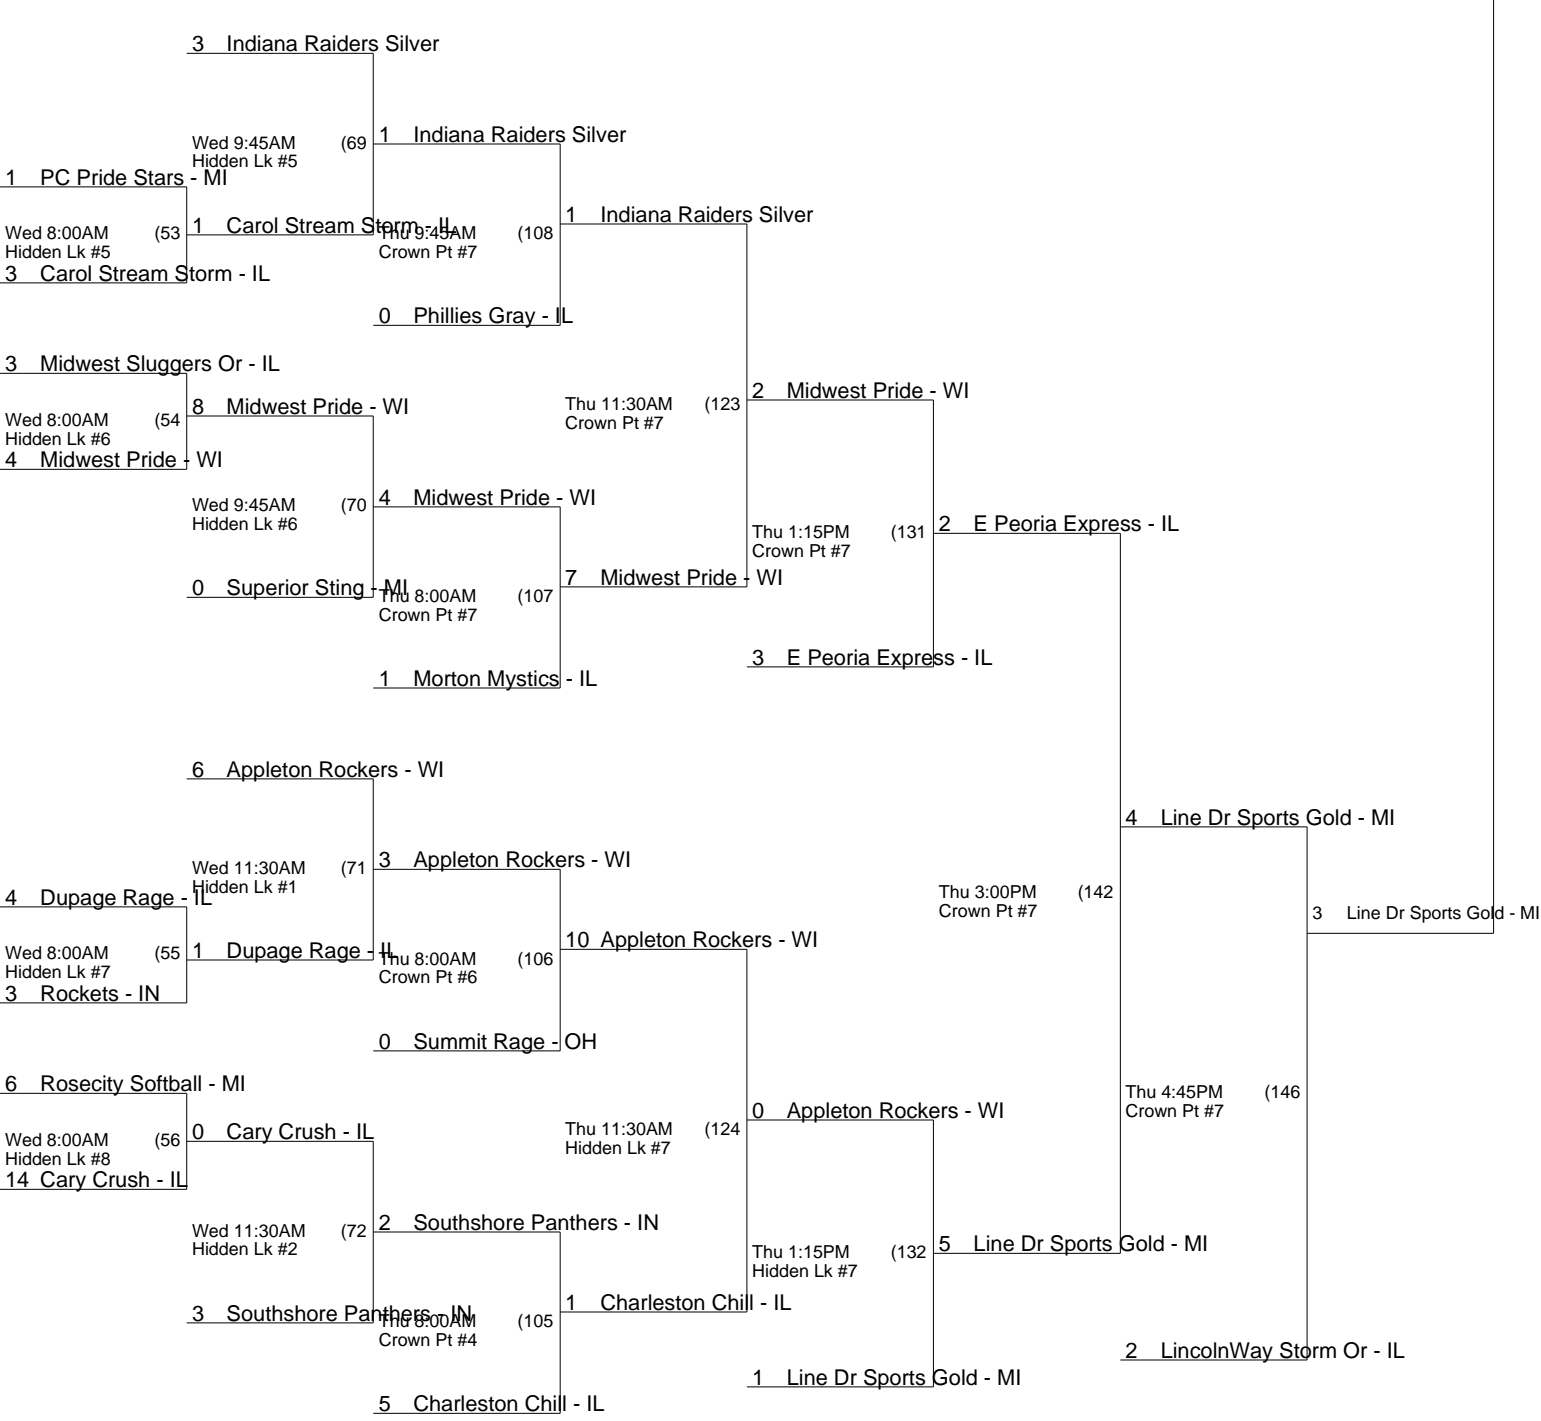 3 Indiana Raiders Silver
Wed 9:45AM (69
Hidden Lk #5
1 Indiana Raiders Silver
1 PC Pride Stars - MI
Wed 8:00AM (53
Hidden Lk #5
1 Carol Stream Storm - IL
3 Carol Stream Storm - IL
Thu 9:45AM (108
Crown Pt #7
1 Indiana Raiders Silver
0 Phillies Gray - IL
3 Midwest Sluggers Or - IL
Wed 8:00AM (54
Hidden Lk #6
8 Midwest Pride - WI
4 Midwest Pride - WI
Thu 11:30AM (123
Crown Pt #7
2 Midwest Pride - WI
Wed 9:45AM (70
Hidden Lk #6
4 Midwest Pride - WI
0 Superior Sting - MI
Thu 8:00AM (107
Crown Pt #7
7 Midwest Pride - WI
Thu 1:15PM (131
Crown Pt #7
2 E Peoria Express - IL
1 Morton Mystics - IL
3 E Peoria Express - IL
6 Appleton Rockers - WI
Wed 11:30AM (71
Hidden Lk #1
3 Appleton Rockers - WI
4 Dupage Rage - IL
Wed 8:00AM (55
Hidden Lk #7
1 Dupage Rage - IL
3 Rockets - IN
Thu 8:00AM (106
Crown Pt #6
10 Appleton Rockers - WI
0 Summit Rage - OH
Thu 3:00PM (142
Crown Pt #7
4 Line Dr Sports Gold - MI
3 Line Dr Sports Gold - MI
6 Rosecity Softball - MI
Wed 8:00AM (56
Hidden Lk #8
0 Cary Crush - IL
14 Cary Crush - IL
Thu 11:30AM (124
Hidden Lk #7
0 Appleton Rockers - WI
Thu 4:45PM (146
Crown Pt #7
Wed 11:30AM (72
Hidden Lk #2
2 Southshore Panthers - IN
3 Southshore Panthers - IN
Thu 8:00AM (105
Crown Pt #4
1 Charleston Chill - IL
Thu 1:15PM (132
Hidden Lk #7
5 Line Dr Sports Gold - MI
5 Charleston Chill - IL
1 Line Dr Sports Gold - MI
2 LincolnWay Storm Or - IL